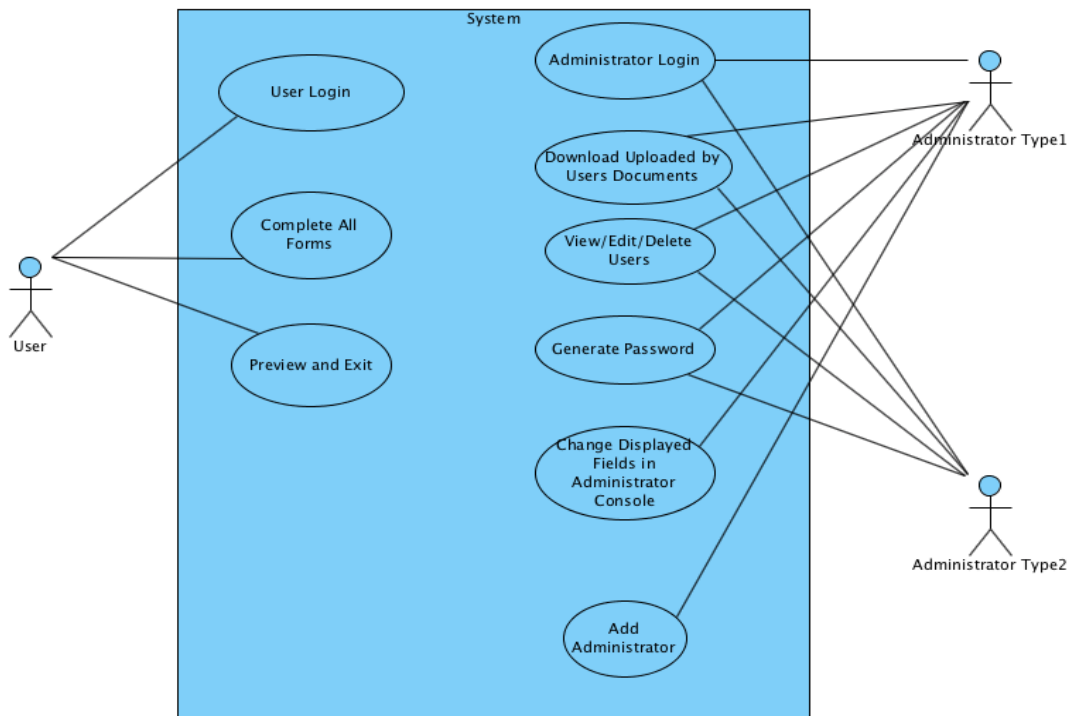 System
User Login
Complete All
Forms
Preview and Exit
User
Administrator Login
Download Uploaded by
Users Documents
View/Edit/Delete
Users
Generate Password
Change Displayed
Fields in
Administrator
Console
Add
Administrator
Administrator Type1
Administrator Type2